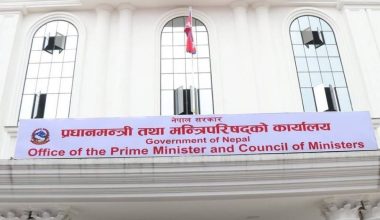 नेपाल सरकार
प्रधानमन्त्री तथा मन्त्रिपरिषद्को कार्यालय
Government of Nepal
Office of the Prime Minister and Council of Ministers